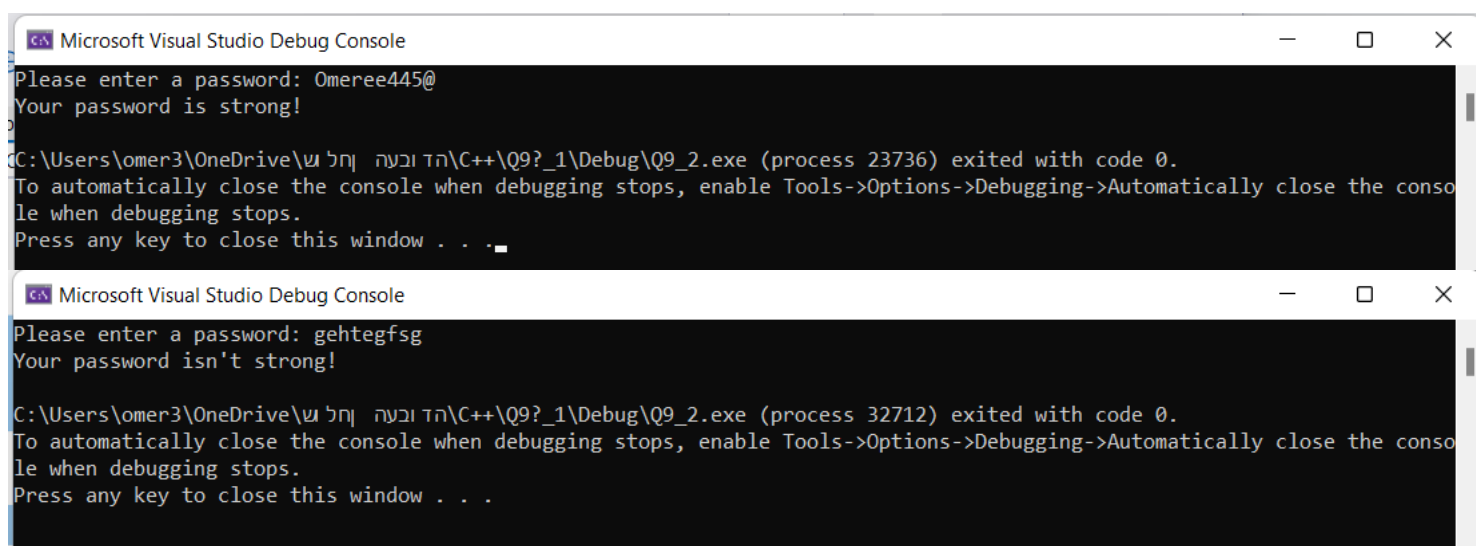 Microsoft Visual Studio Debug Console
Please enter a password: Omeree445@
Your password is strong!
C:\Users\omer3\OneDrive\שולחן העבודה\C++\Q9?_1\Debug\Q9_2.exe (process 23736) exited with code 0.
To automatically close the console when debugging stops, enable Tools->Options->Debugging->Automatically close the conso
le when debugging stops.
Press any key to close this window . . .
Microsoft Visual Studio Debug Console
Please enter a password: gehtegfsg
Your password isn't strong!
C:\Users\omer3\OneDrive\שולחן העבודה\C++\Q9?_1\Debug\Q9_2.exe (process 32712) exited with code 0.
To automatically close the console when debugging stops, enable Tools->Options->Debugging->Automatically close the conso
le when debugging stops.
Press any key to close this window . . .